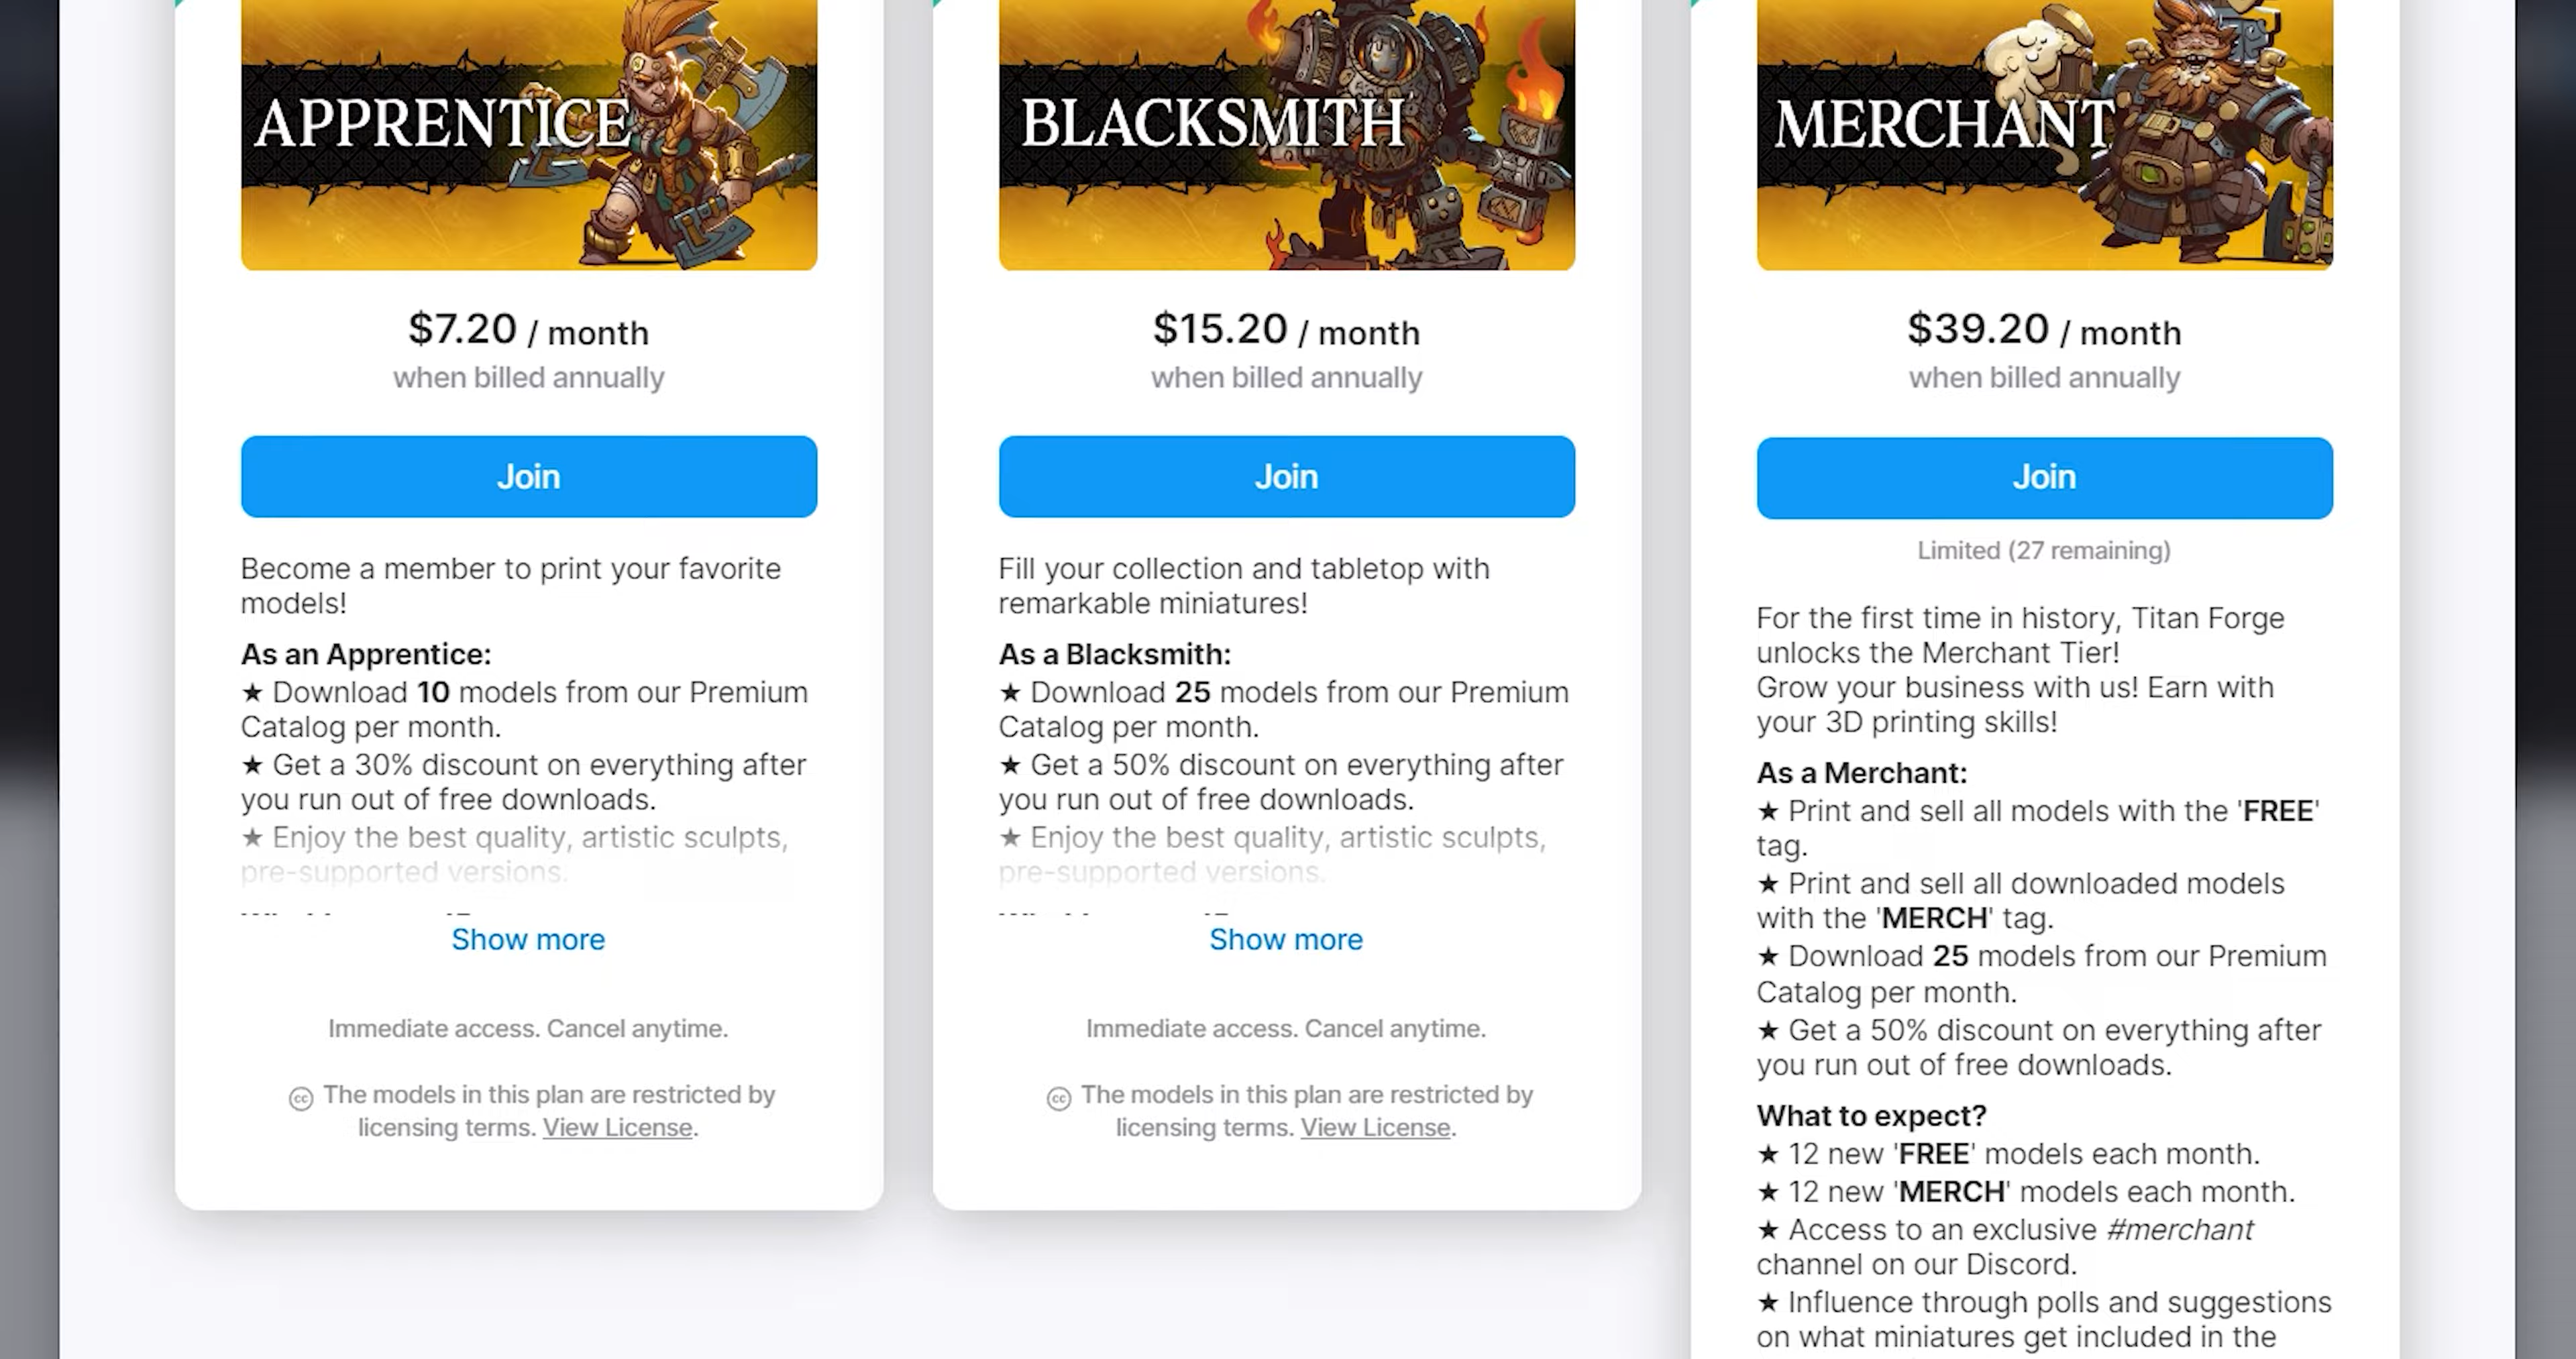 APPRENTICE
$7.20 / month
when billed annually
Join
Become a member to print your favorite
models!
As an Apprentice:
★ Download 10 models from our Premium
Catalog per month.
★ Get a 30% discount on everything after
you run out of free downloads.
★ Enjoy the best quality, artistic sculpts,
pre-supported versions.
Show more
Immediate access. Cancel anytime.
cc The models in this plan are restricted by
licensing terms. View License.
BLACKSMITH
$15.20 / month
when billed annually
Join
Fill your collection and tabletop with
remarkable miniatures!
As a Blacksmith:
★ Download 25 models from our Premium
Catalog per month.
★ Get a 50% discount on everything after
you run out of free downloads.
★ Enjoy the best quality, artistic sculpts,
pre-supported versions.
Show more
Immediate access. Cancel anytime.
cc The models in this plan are restricted by
licensing terms. View License.
MERCHANT
$39.20 / month
when billed annually
Join
Limited (27 remaining)
For the first time in history, Titan Forge
unlocks the Merchant Tier!
Grow your business with us! Earn with
your 3D printing skills!
As a Merchant:
★ Print and sell all models with the 'FREE'
tag.
★ Print and sell all downloaded models
with the 'MERCH' tag.
★ Download 25 models from our Premium
Catalog per month.
★ Get a 50% discount on everything after
you run out of free downloads.
What to expect?
★ 12 new 'FREE' models each month.
★ 12 new 'MERCH' models each month.
★ Access to an exclusive #merchant
channel on our Discord.
★ Influence through polls and suggestions
on what miniatures get included in the